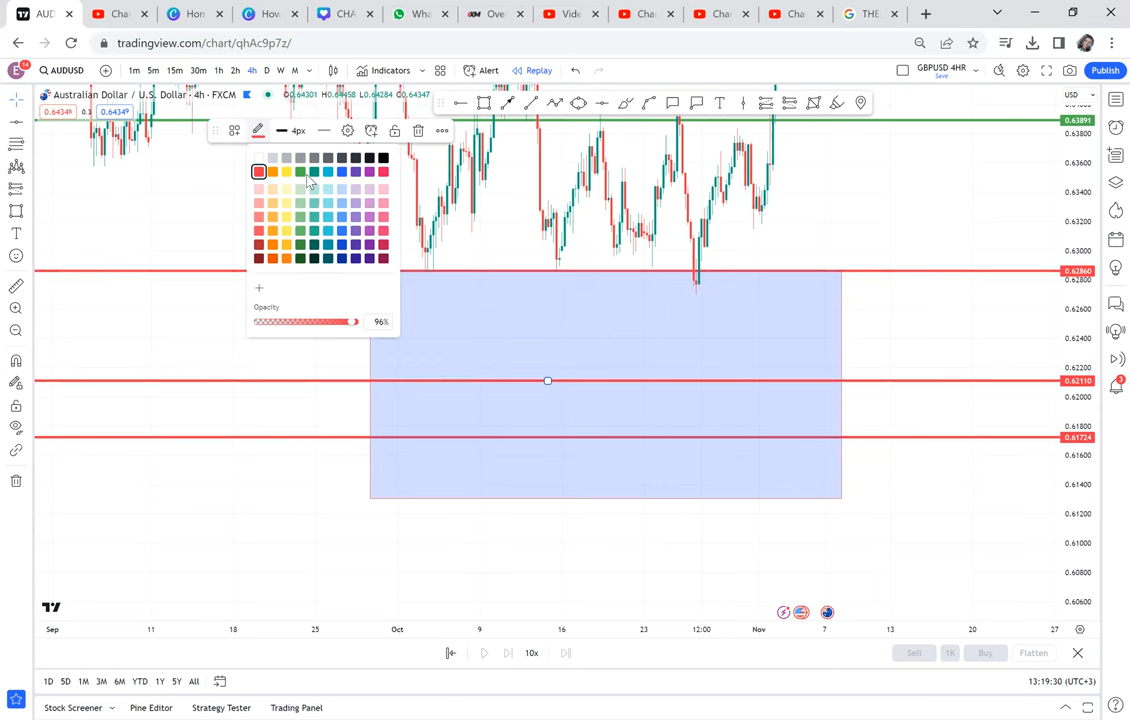 AUD
Cha
Hon
How
CHA
Wha
Ove
Vide
Cha
Cha
Cha
THE
tradingview.com/chart/qhAc9p7z/
E 14 AUDUSD 1m 5m 15m 30m 1h 2h 4h D W M Indicators Alert Replay GBPUSD 4HR Save Publish
Australian Dollar / U.S. Dollar · 4h · FXCM O0.64301 H0.64458 L0.64284 C0.64347
USD
0.64349 0.3 0.64349
4px
0.63891
0.63800
0.63600
0.63400
0.63200
0.63000
0.62860
0.62800
0.62600
0.62400
0.62200
0.62110
0.62000
0.61800
0.61724
0.61600
0.61400
0.61200
0.61000
0.60800
0.60600
Opacity
96%
3
Sep 11 18 25 Oct 9 16 23 12:00 Nov 7 13 20 27
10x Sell 1K Buy Flatten
1D 5D 1M 3M 6M YTD 1Y 5Y All 13:19:30 (UTC+3)
Stock Screener Pine Editor Strategy Tester Trading Panel